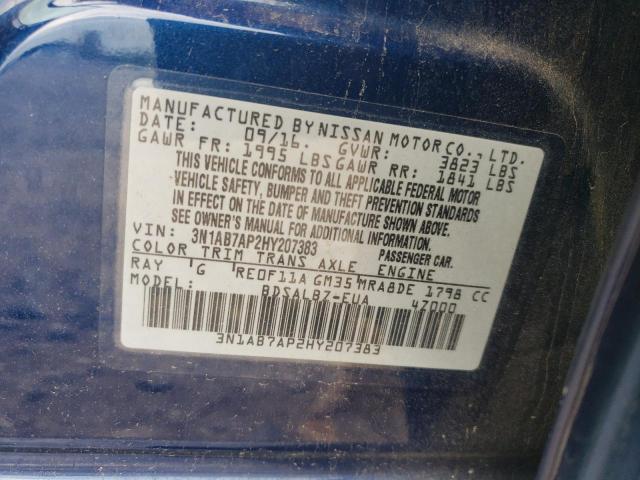 MANUFACTURED BY NISSAN MOTOR CO., LTD.
DATE: 09/16. GVWR: 3823 LBS
GAWR FR: 1995 LBS GAWR RR: 1841 LBS
THIS VEHICLE CONFORMS TO ALL APPLICABLE FEDERAL MOTOR
VEHICLE SAFETY, BUMPER AND THEFT PREVENTION STANDARDS
IN EFFECT ON THE DATE OF MANUFACTURE SHOWN ABOVE.
SEE OWNER'S MANUAL FOR ADDITIONAL INFORMATION.
VIN: 3N1AB7AP2HY207383 PASSENGER CAR.
COLOR TRIM TRANS AXLE ENGINE
RAY G RE0F11A GM35 MRA8DE 1798 CC
MODEL: BDSALBZ-EUA 47000
3N1AB7AP2HY207383